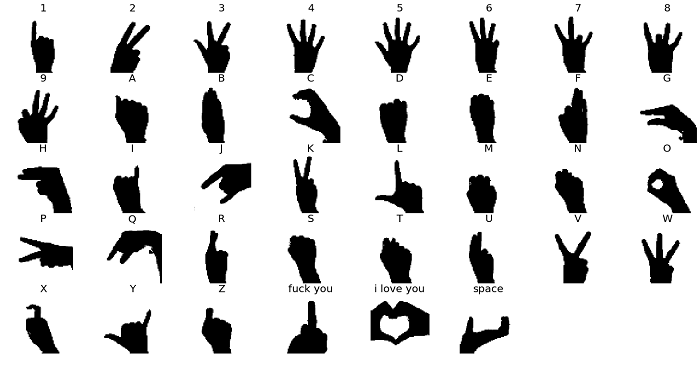 1 2 3 4 5 6 7 8
9 A B C D E F G
H I J K L M N O
P Q R S T U V W
X Y Z fuck you i love you space